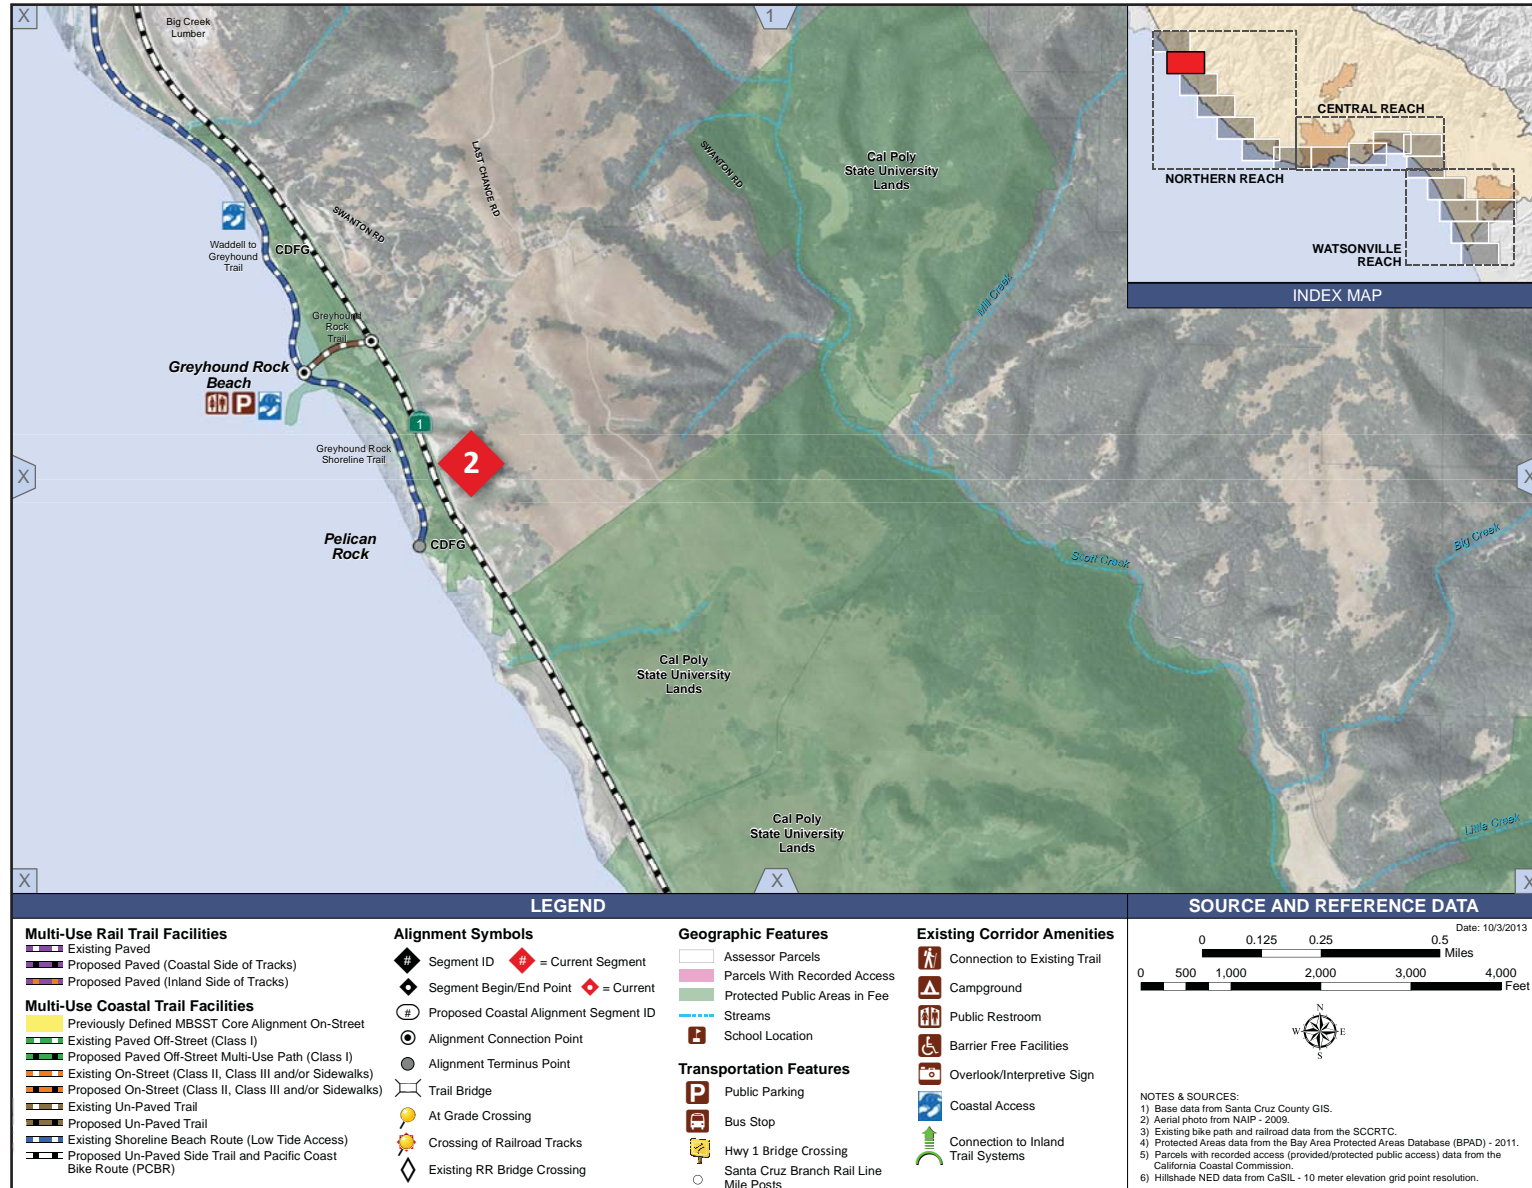 X
1
Big Creek
Lumber
LAST CHANCE RD
SWANTON RD
SWANTON RD
Cal Poly
State University
Lands
Mill Creek
Waddell to
Greyhound
Trail
CDFG
Greyhound
Rock
Trail
Greyhound Rock
Beach
P
1
2
Greyhound Rock
Shoreline Trail
X
X
Pelican
Rock
CDFG
Scott Creek
Big Creek
Cal Poly
State University
Lands
Cal Poly
State University
Lands
Little Creek
X
X
X
CENTRAL REACH
NORTHERN REACH
WATSONVILLE
REACH
INDEX MAP
LEGEND
Multi-Use Rail Trail Facilities
Existing Paved
Proposed Paved (Coastal Side of Tracks)
Proposed Paved (Inland Side of Tracks)
Multi-Use Coastal Trail Facilities
Previously Defined MBSST Core Alignment On-Street
Existing Paved Off-Street (Class I)
Proposed Paved Off-Street Multi-Use Path (Class I)
Existing On-Street (Class II, Class III and/or Sidewalks)
Proposed On-Street (Class II, Class III and/or Sidewalks)
Existing Un-Paved Trail
Proposed Un-Paved Trail
Existing Shoreline Beach Route (Low Tide Access)
Proposed Un-Paved Side Trail and Pacific Coast
Bike Route (PCBR)
Alignment Symbols
# Segment ID # = Current Segment
Segment Begin/End Point = Current
# Proposed Coastal Alignment Segment ID
Alignment Connection Point
Alignment Terminus Point
Trail Bridge
At Grade Crossing
Crossing of Railroad Tracks
Existing RR Bridge Crossing
Geographic Features
Assessor Parcels
Parcels With Recorded Access
Protected Public Areas in Fee
Streams
School Location
Transportation Features
P Public Parking
Bus Stop
Hwy 1 Bridge Crossing
Santa Cruz Branch Rail Line
Mile Posts
Existing Corridor Amenities
Connection to Existing Trail
Campground
Public Restroom
Barrier Free Facilities
Overlook/Interpretive Sign
Coastal Access
Connection to Inland
Trail Systems
SOURCE AND REFERENCE DATA
Date: 10/3/2013
0 0.125 0.25 0.5
Miles
0 500 1,000 2,000 3,000 4,000
Feet
N
W E
S
NOTES & SOURCES:
1) Base data from Santa Cruz County GIS.
2) Aerial photo from NAIP - 2009.
3) Existing bike path and railroad data from the SCCRTC.
4) Protected Areas data from the Bay Area Protected Areas Database (BPAD) - 2011.
5) Parcels with recorded access (provided/protected public access) data from the
California Coastal Commission.
6) Hillshade NED data from CaSIL - 10 meter elevation grid point resolution.